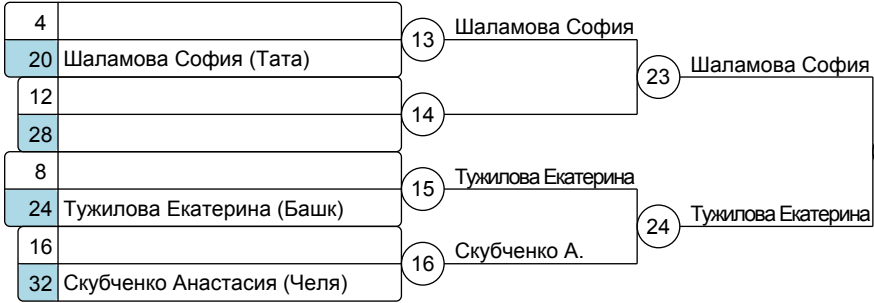 4
13 Шаламова София
20 Шаламова София (Тата)
23 Шаламова София
12
14
28
8
15 Тужилова Екатерина
24 Тужилова Екатерина (Башк)
24 Тужилова Екатерина
16
16 Скубченко А.
32 Скубченко Анастасия (Челя)